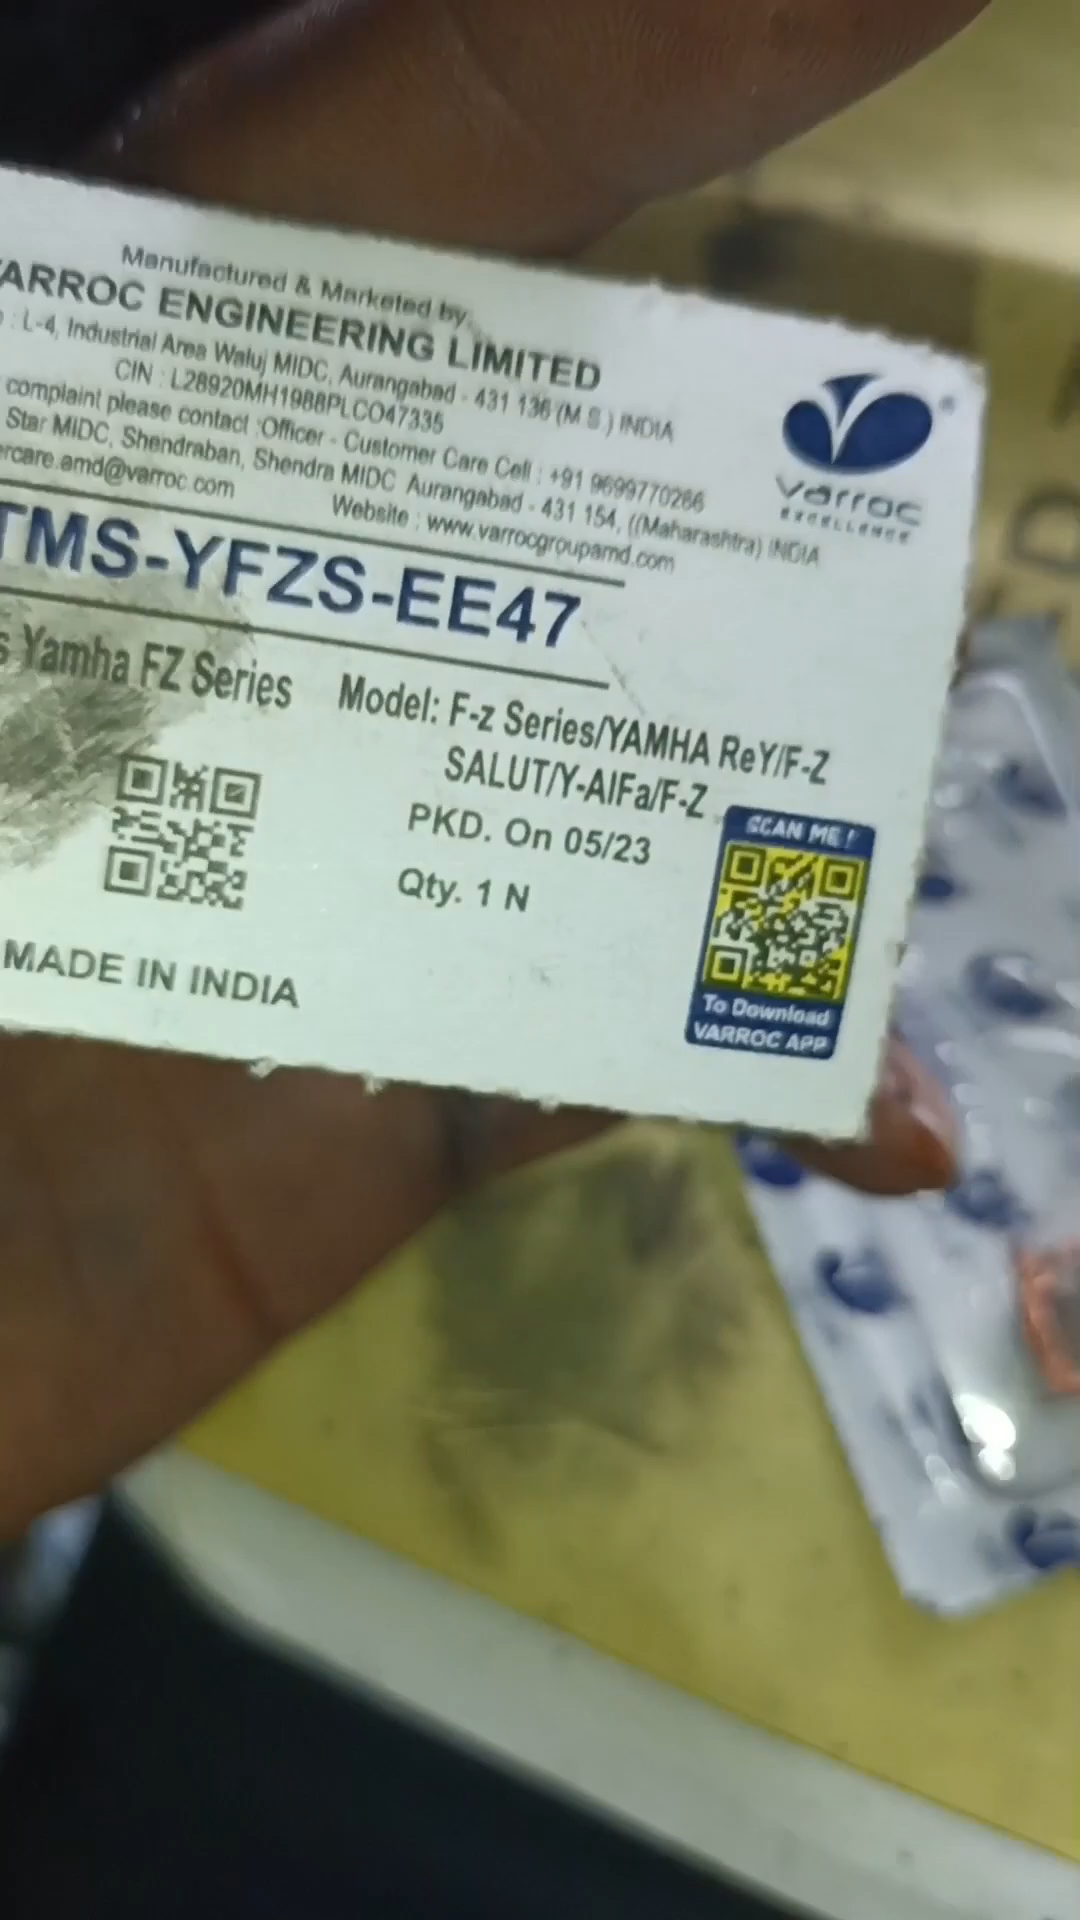 Manufactured & Marketed by
VARROC ENGINEERING LIMITED
: L-4, Industrial Area Waluj MIDC, Aurangabad - 431 136 (M.S.) INDIA
CIN : L28920MH1988PLCO47335
complaint please contact :Officer - Customer Care Cell : +91 9699770266
Star MIDC, Shendraban, Shendra MIDC Aurangabad - 431 154, ((Maharashtra) INDIA
ercare.amd@varroc.com
Website : www.varrocgroupamd.com
varroc
EXCELLENCE
TMS-YFZS-EE47
s Yamha FZ Series
Model: F-z Series/YAMHA ReY/F-Z
SALUT/Y-AlFa/F-Z
PKD. On 05/23
Qty. 1 N
MADE IN INDIA
SCAN ME !
To Download
VARROC APP